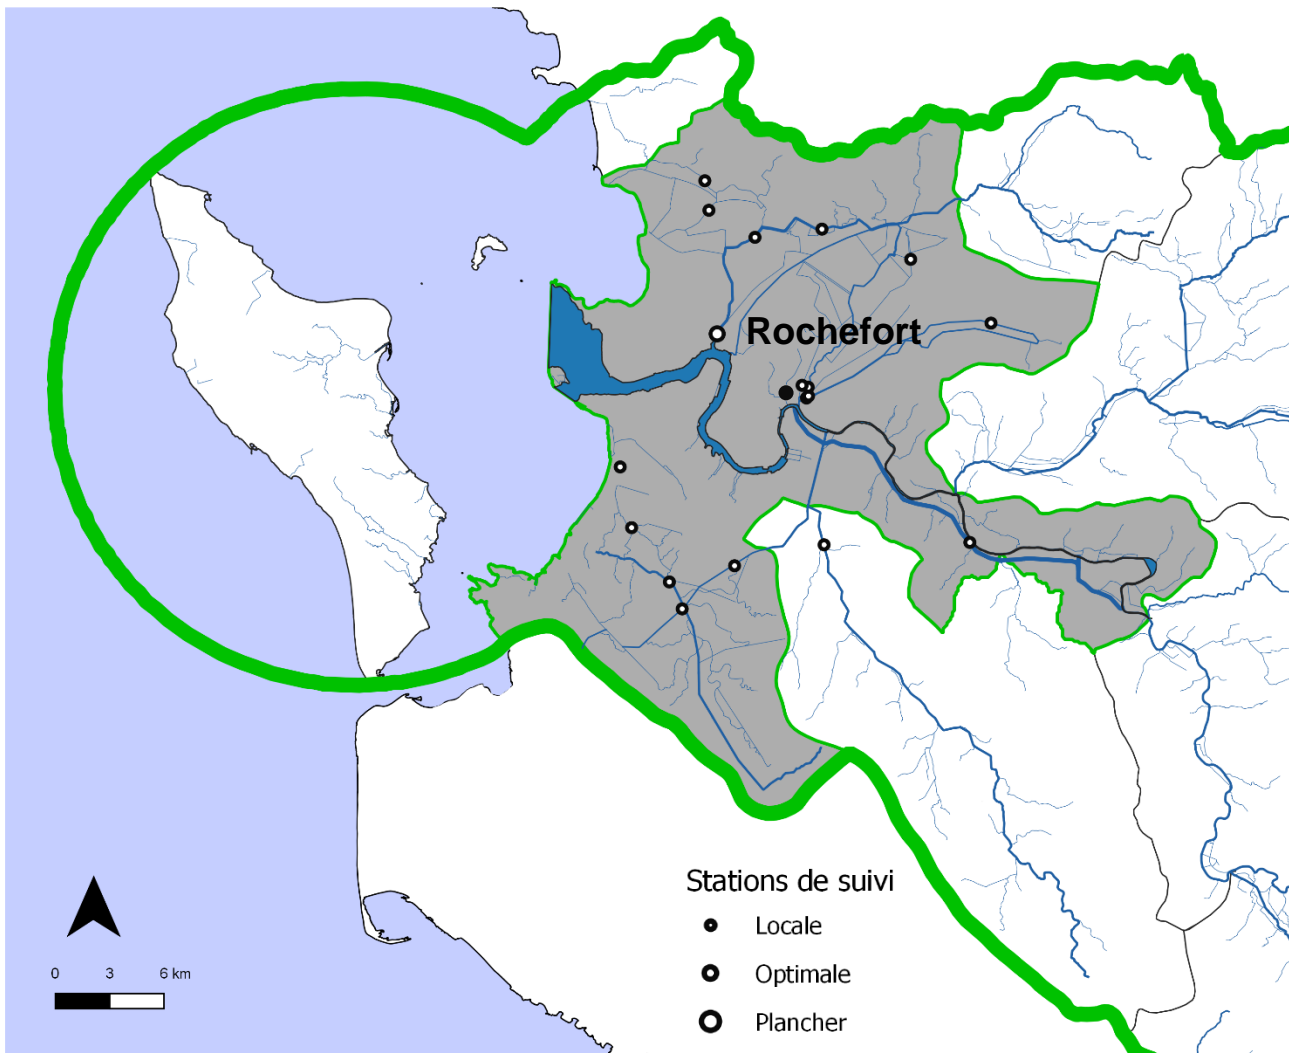 Rochefort
Stations de suivi
Locale
Optimale
Plancher
0 3 6 km